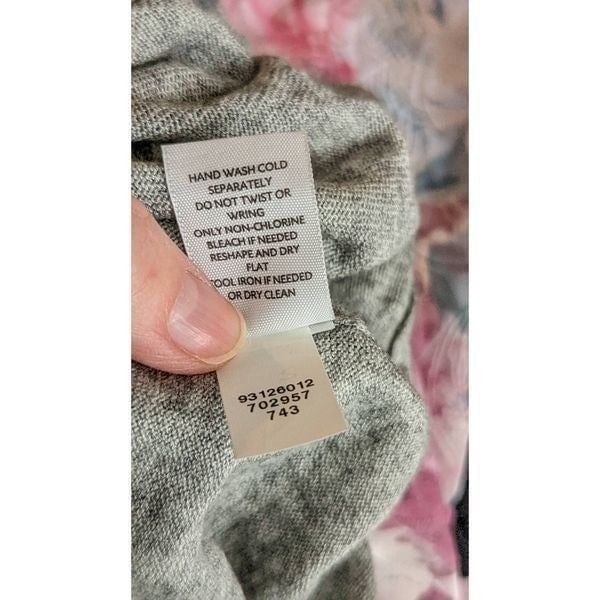 HAND WASH COLD
SEPARATELY
DO NOT TWIST OR
WRING
ONLY NON-CHLORINE
BLEACH IF NEEDED
RESHAPE AND DRY
FLAT
COOL IRON IF NEEDED
OR DRY CLEAN
93126012
702957
743